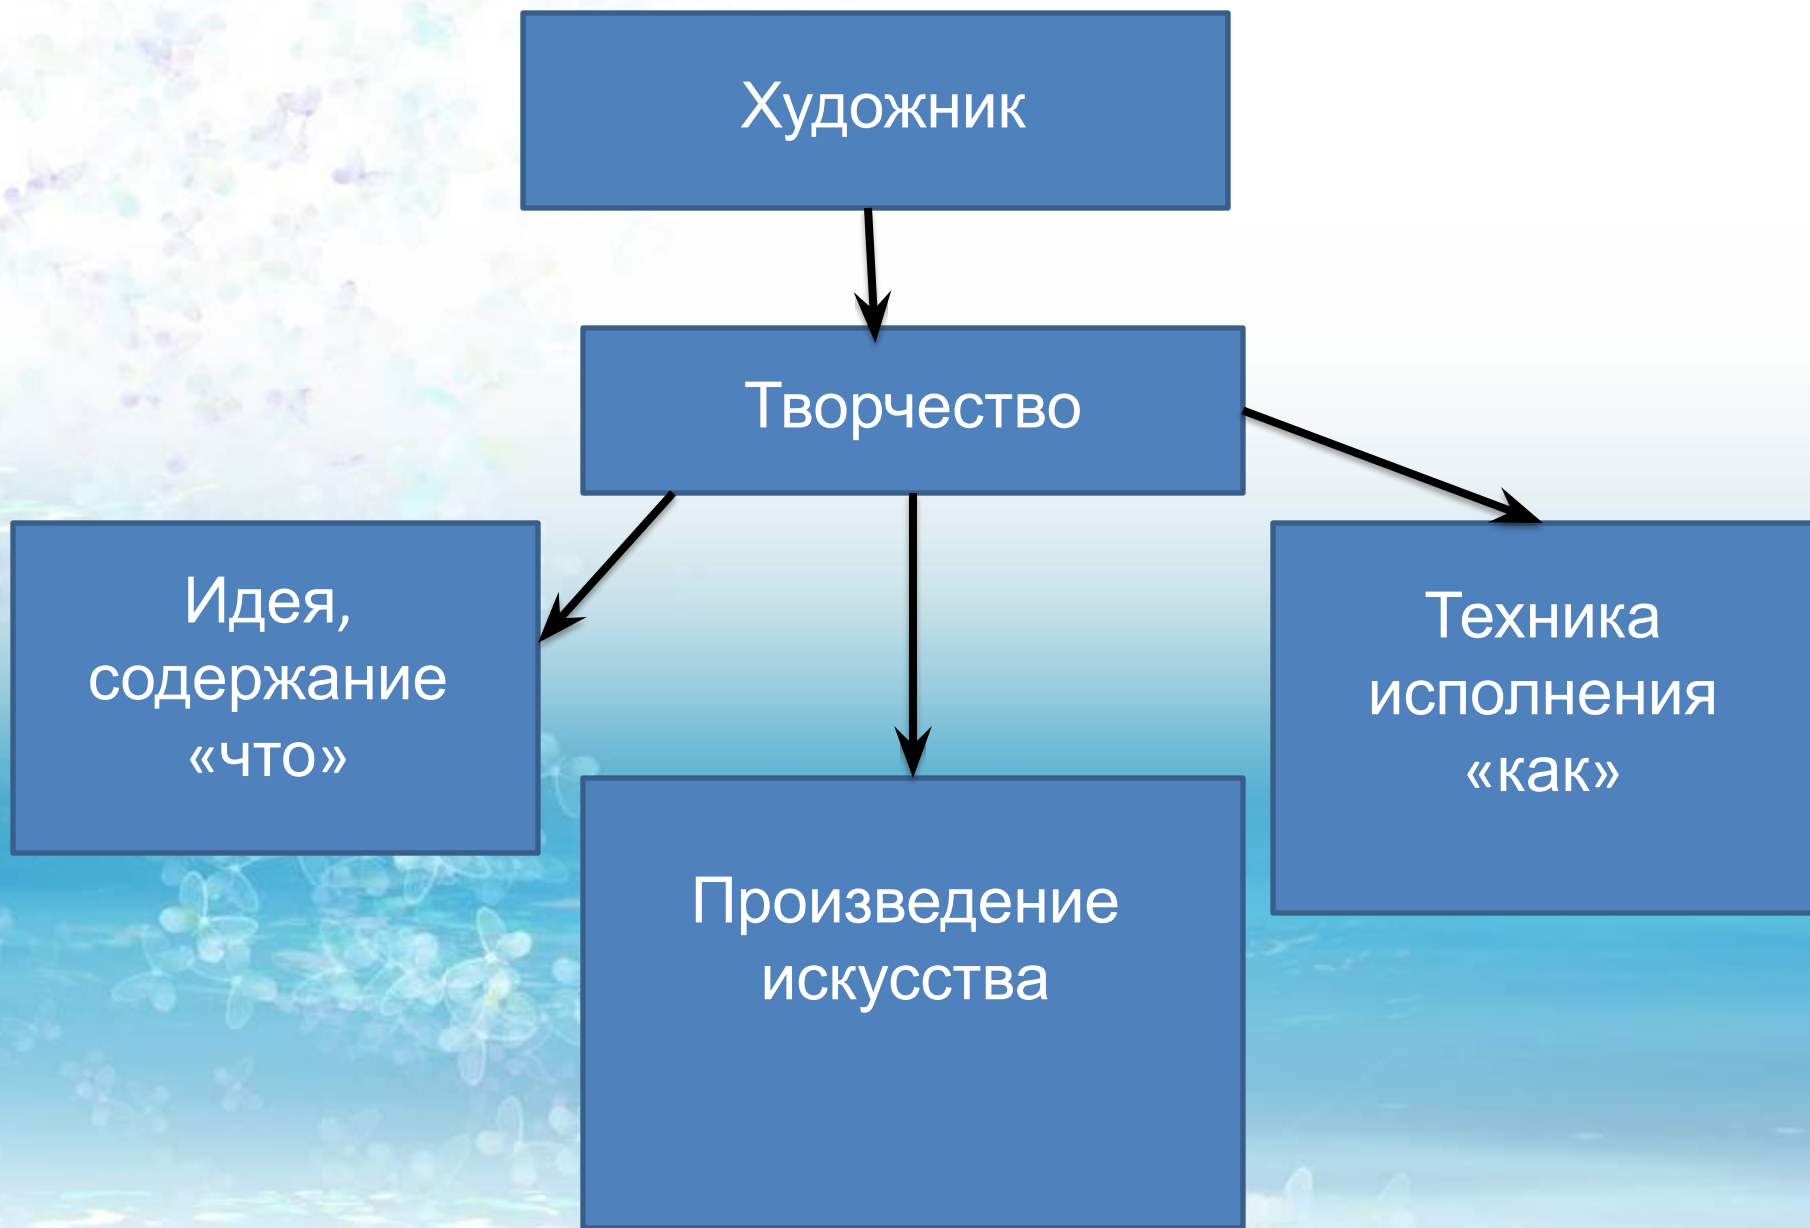 Художник
Творчество
Идея,
содержание
«что»
Техника
исполнения
«как»
Произведение
искусства